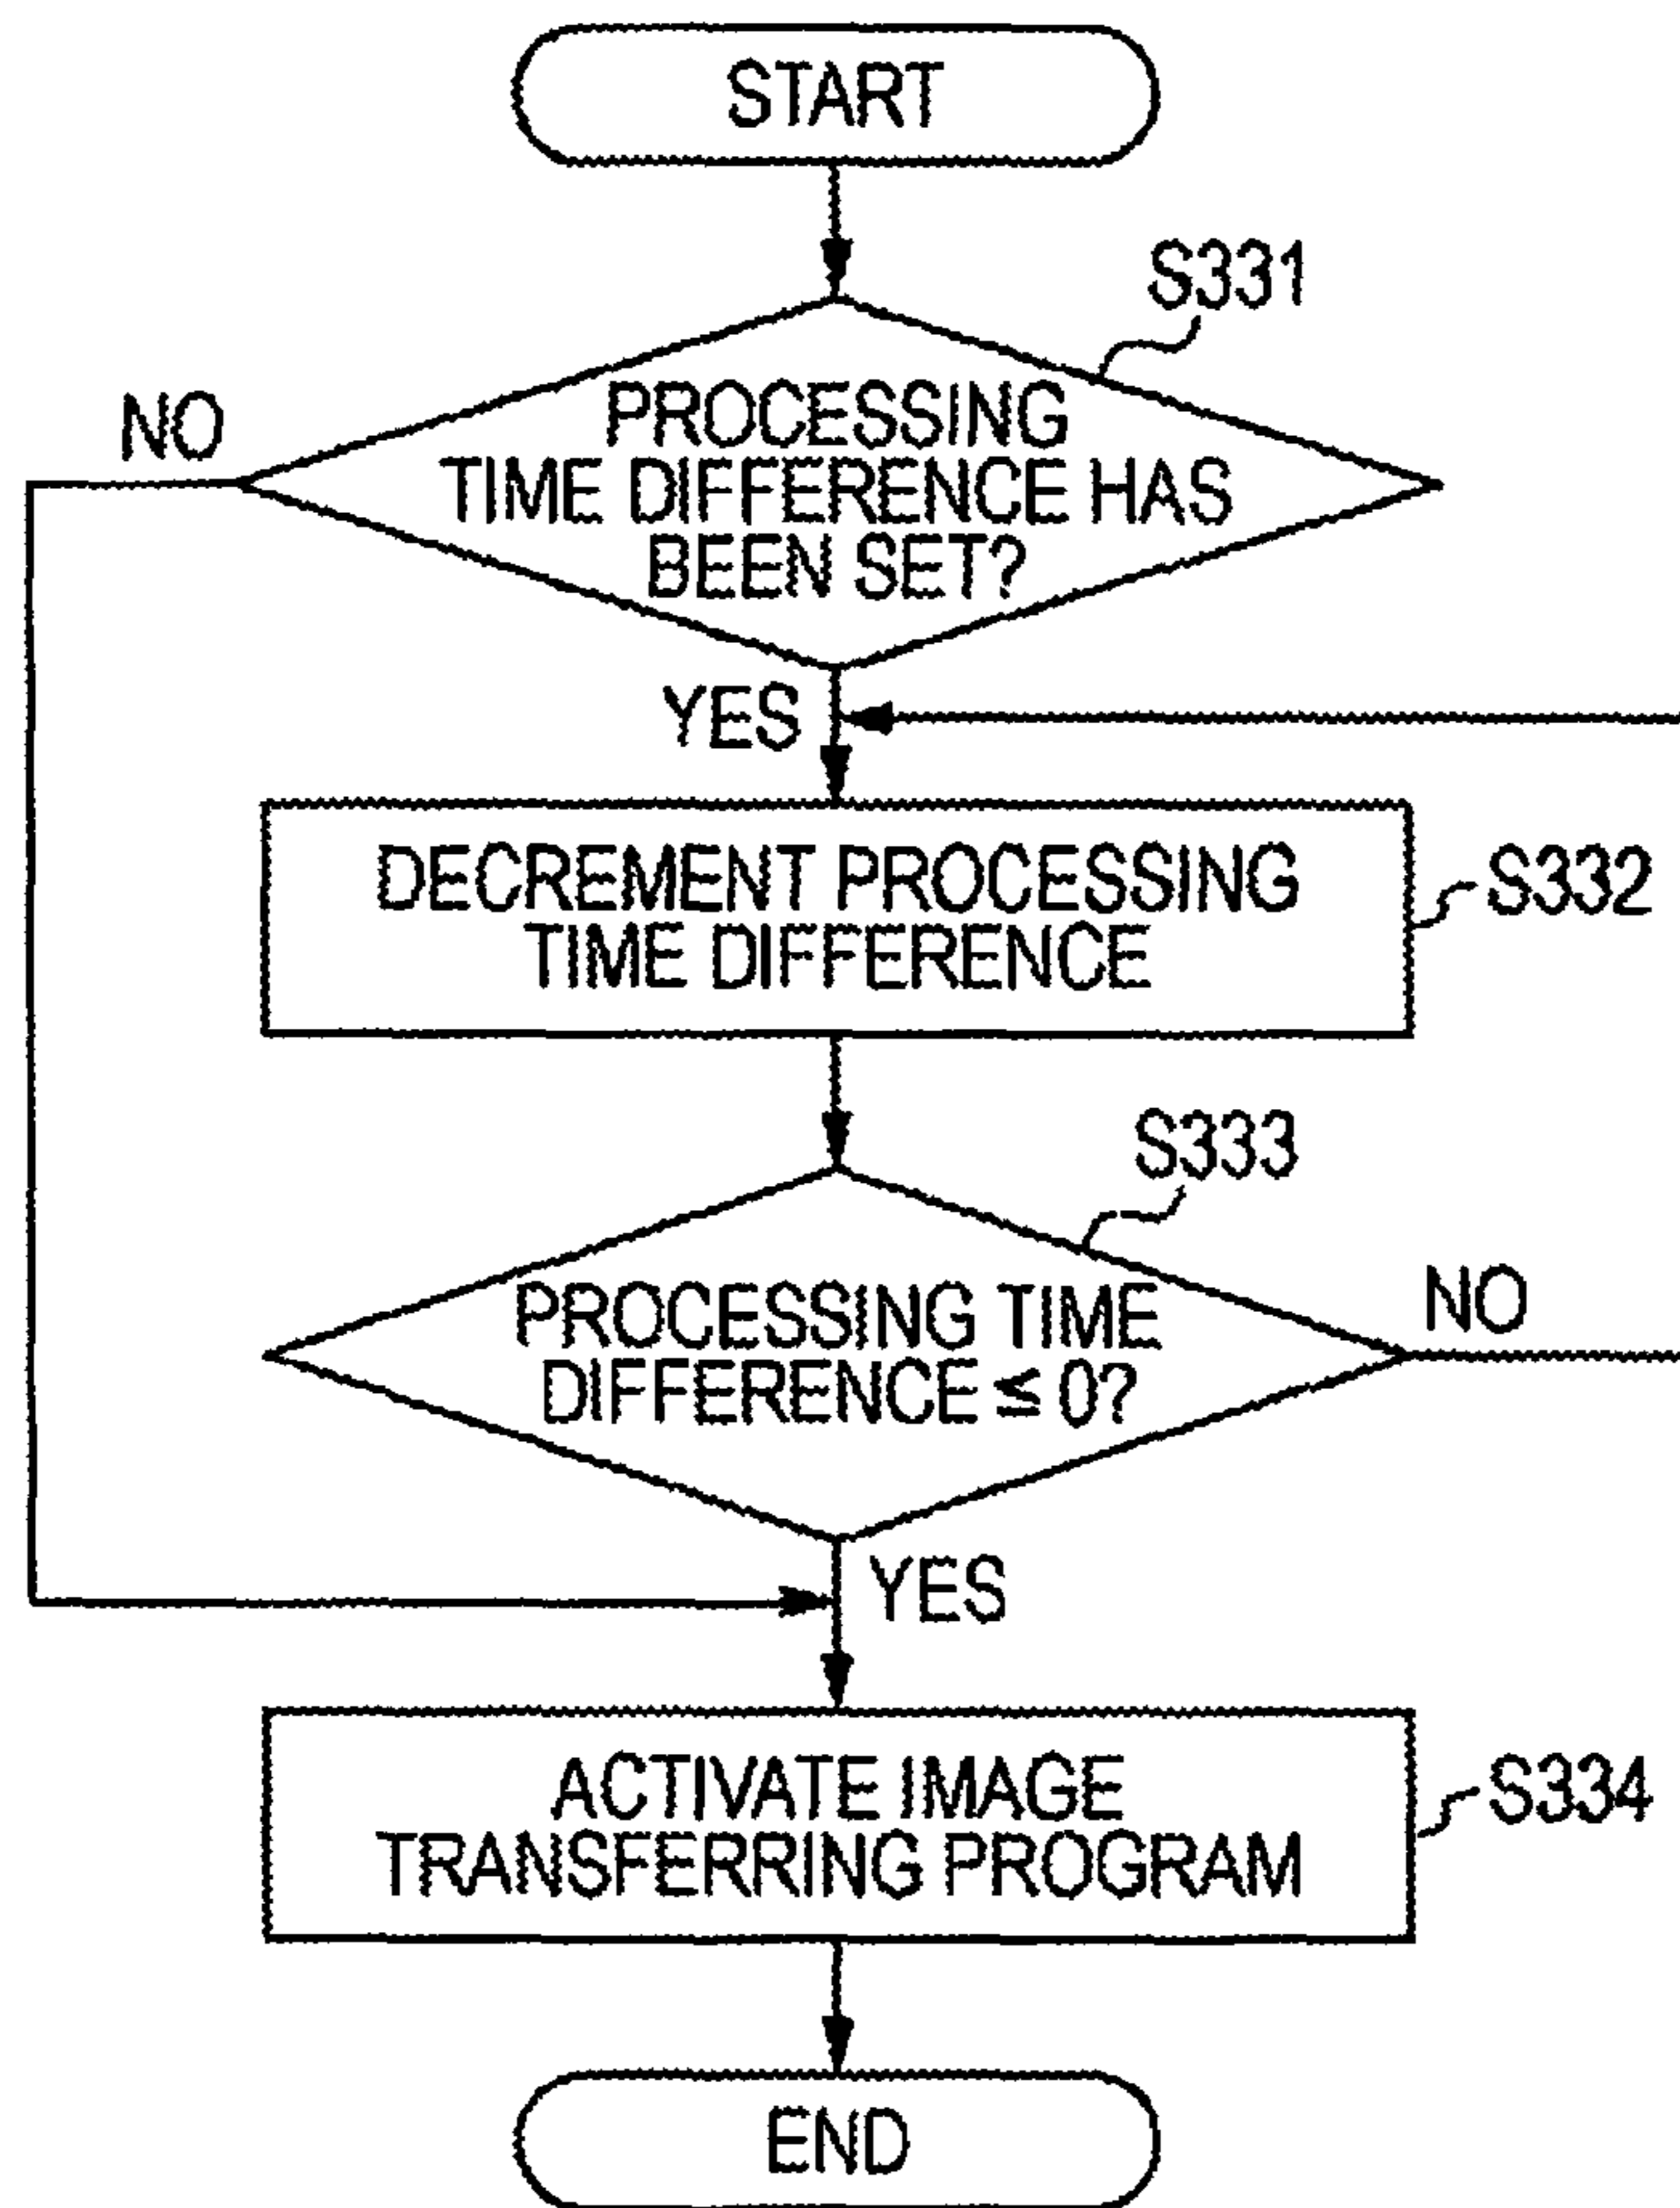 START
S331
NO
PROCESSING
TIME DIFFERENCE HAS
BEEN SET?
YES
DECREMENT PROCESSING
TIME DIFFERENCE
S332
S333
PROCESSING TIME
DIFFERENCE ≦ 0?
NO
YES
ACTIVATE IMAGE
TRANSFERRING PROGRAM
S334
END